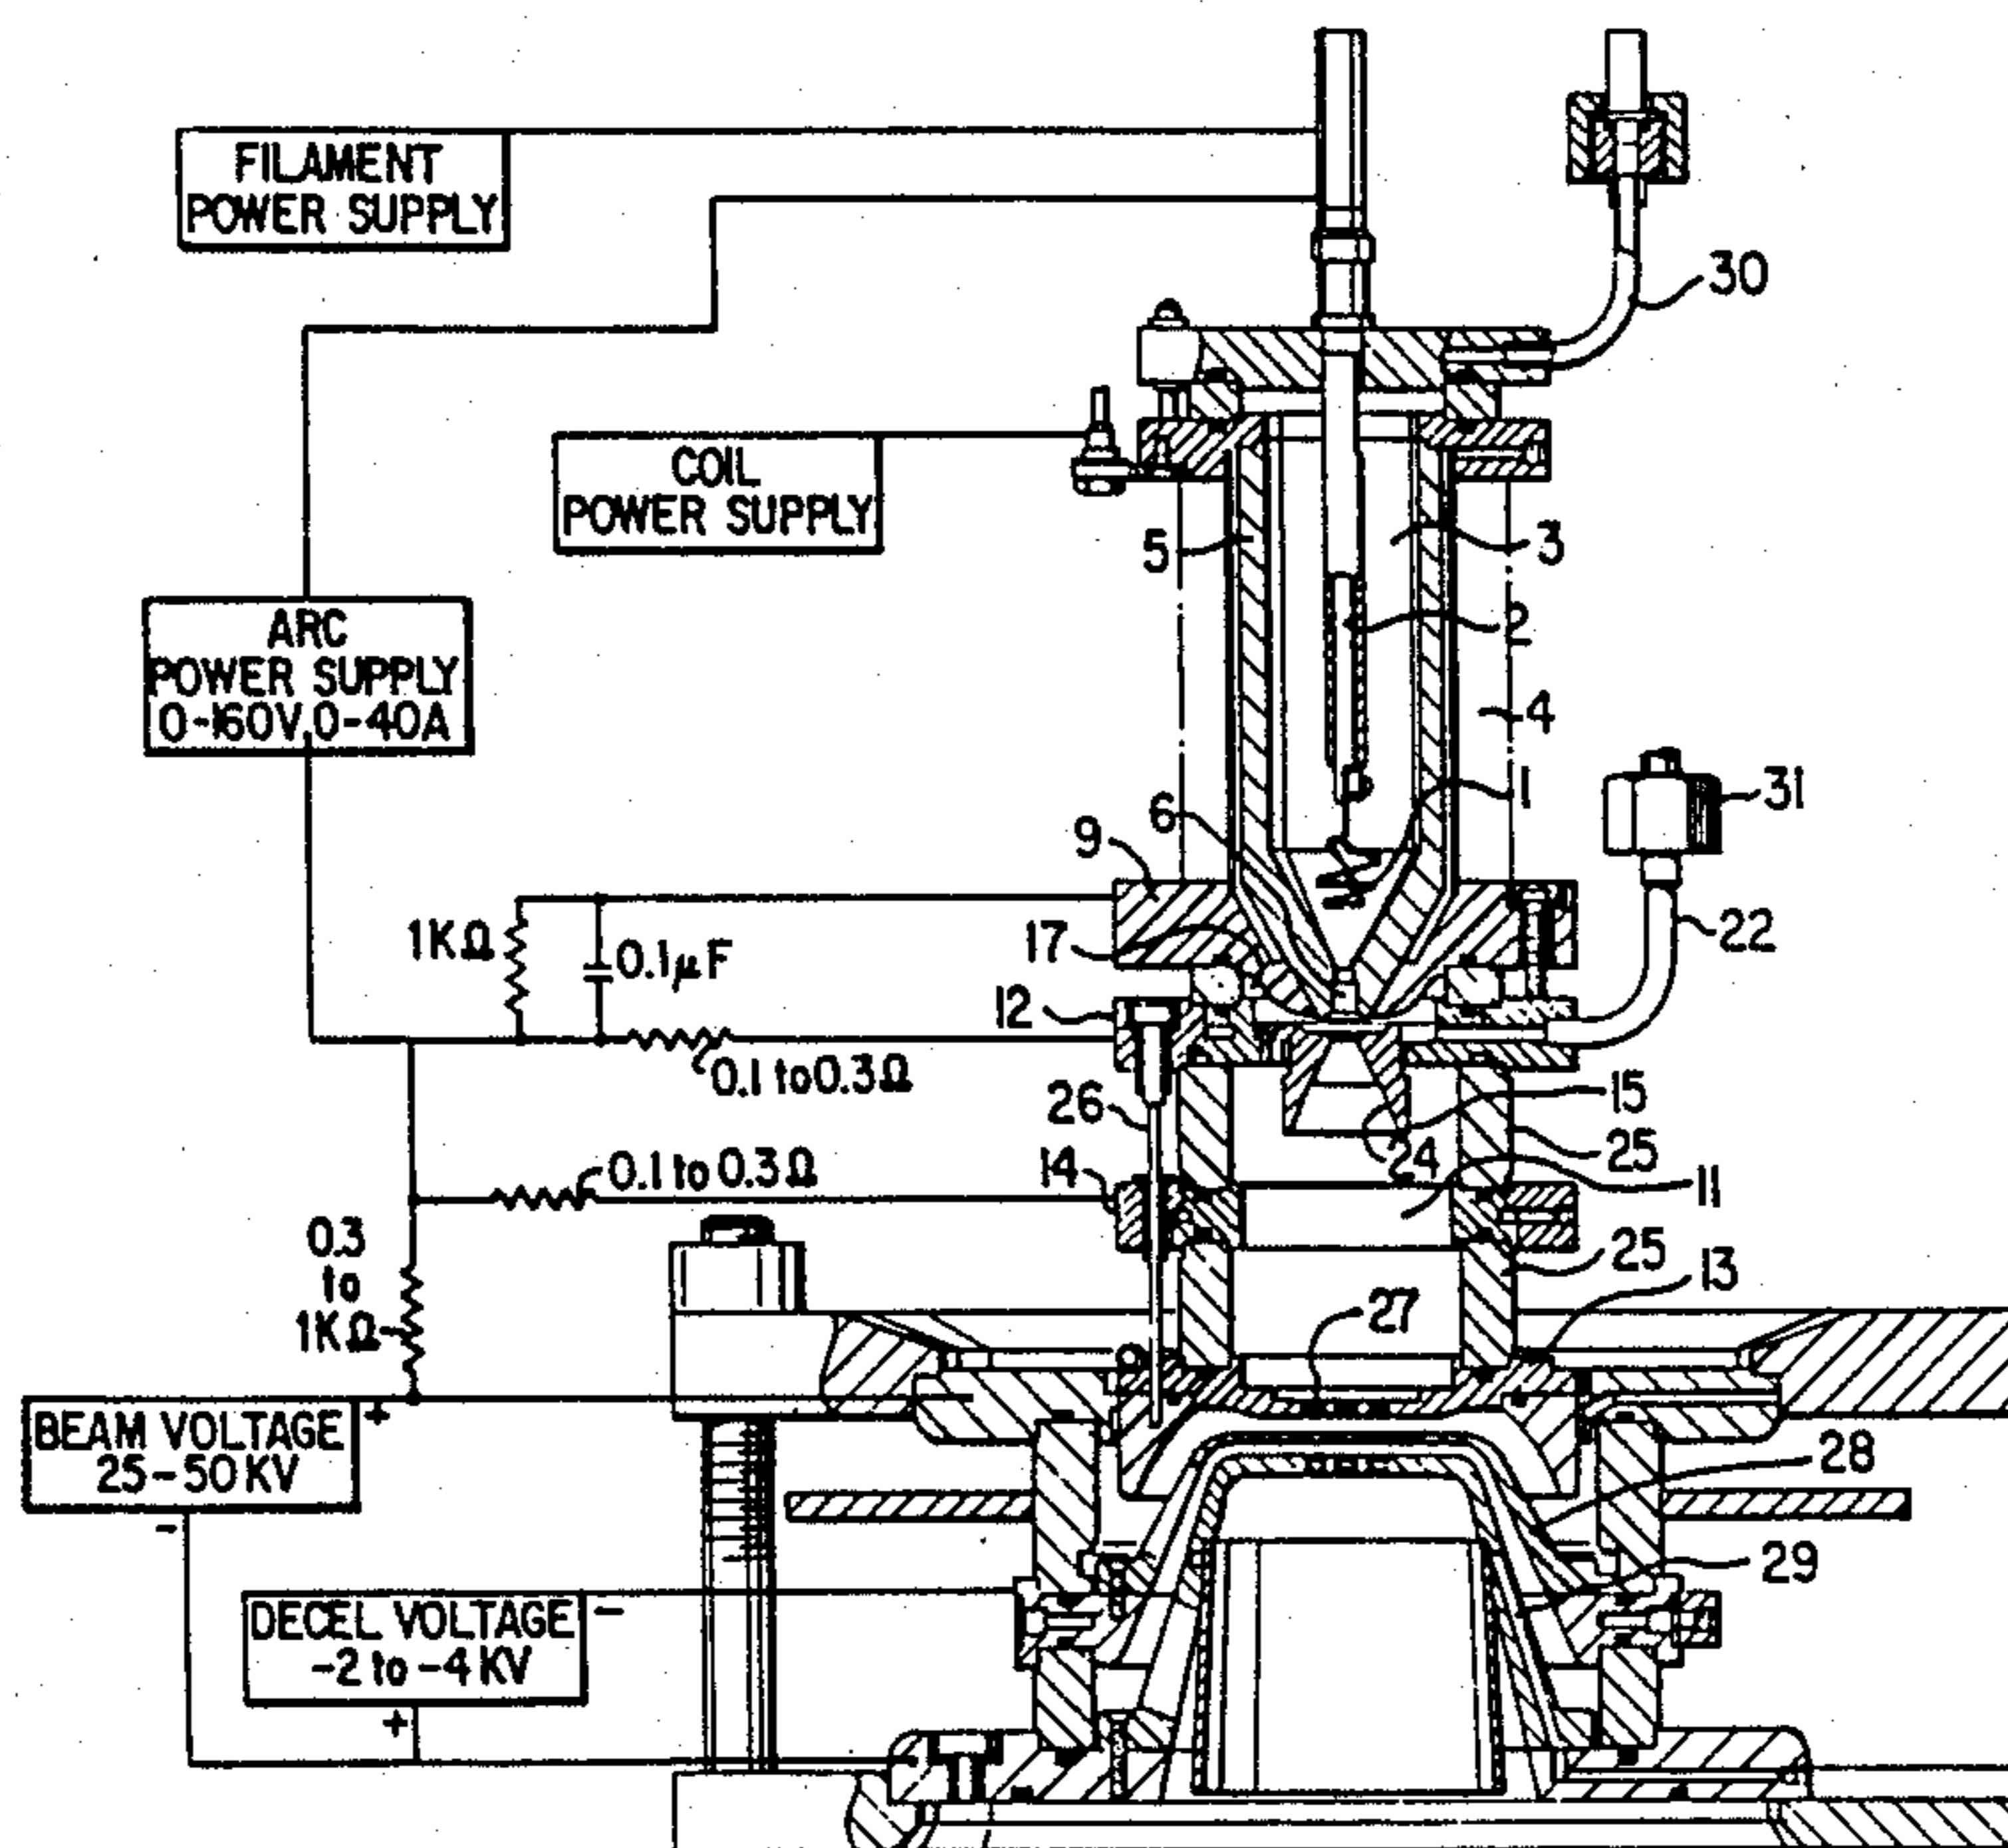 FILAMENT
POWER SUPPLY
30
COIL
POWER SUPPLY
5
3
2
ARC
POWER SUPPLY
0-160V,0-40A
4
1
31
6
9
1KΩ
0.1μF
17
22
12
0.1 to 0.3Ω
26
15
24
25
14
0.1 to 0.3Ω
11
0.3
to
1KΩ
25
13
27
+
BEAM VOLTAGE
25-50KV
-
28
29
DECEL VOLTAGE
-2 to -4KV
-
+